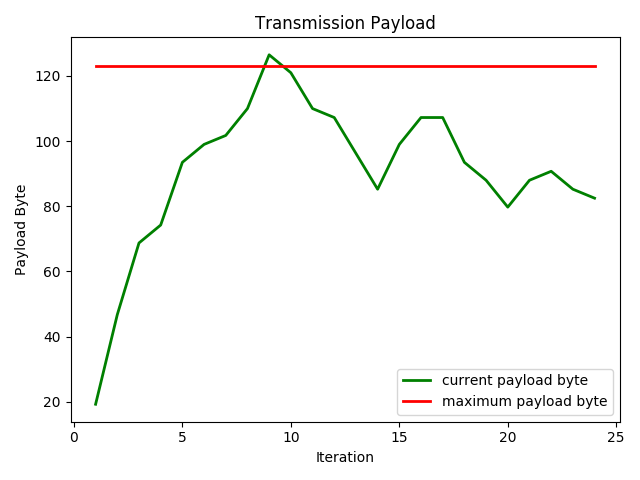 Transmission Payload
Payload Byte
120
100
80
60
40
20
0
5
10
15
20
25
Iteration
current payload byte
maximum payload byte